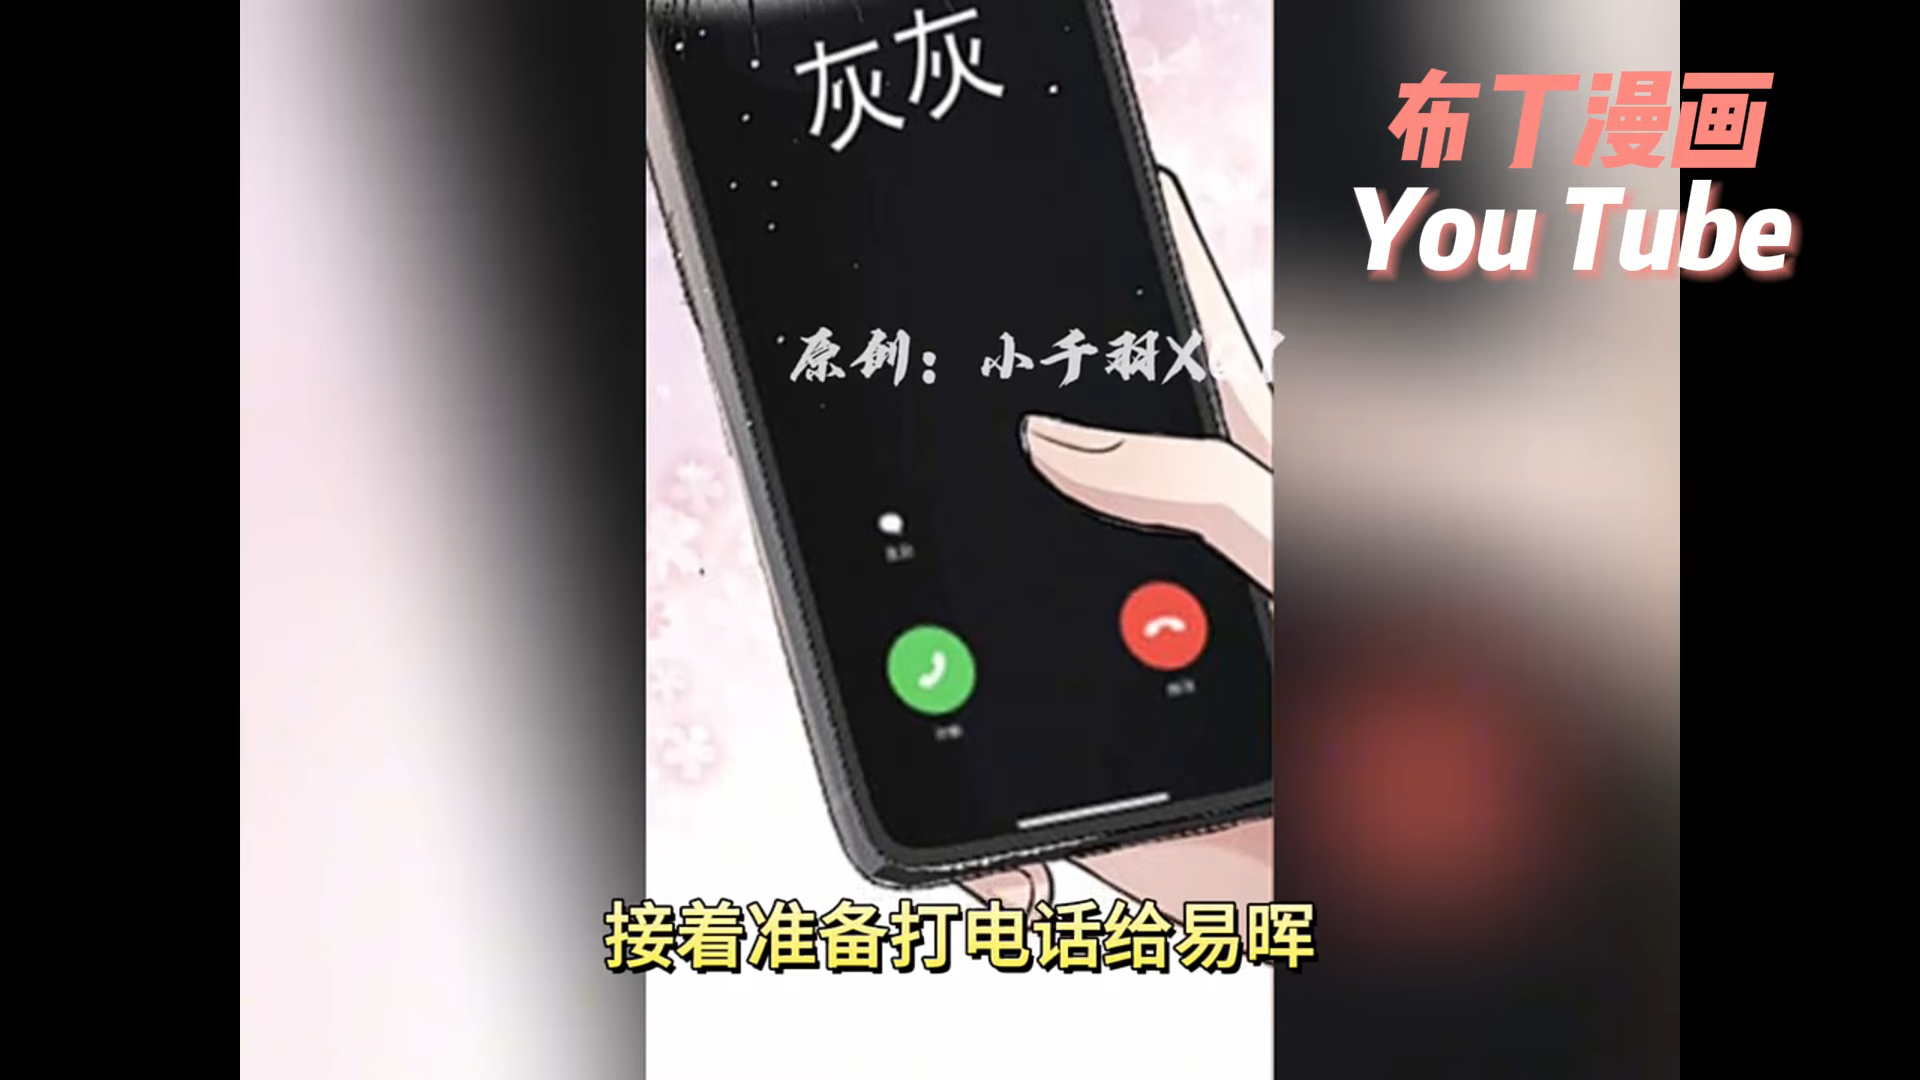 灰灰
布丁漫画
You Tube
原创：小千羽X
接着准备打电话给易晖